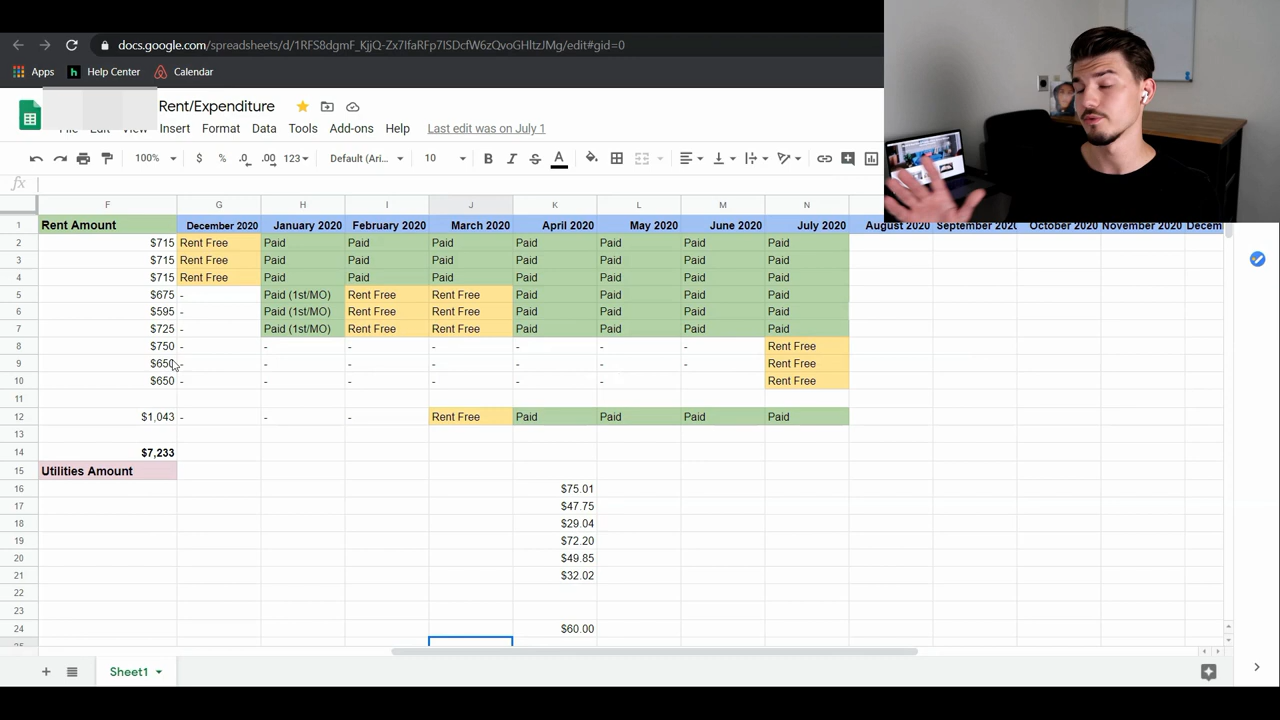 docs.google.com/spreadsheets/d/1RFS8dgmF_KjjQ-Zx7IfaRFp7ISDcfW6zQvoGHltzJMg/edit#gid=0
Apps Help Center Calendar
Rent/Expenditure
File Edit View Insert Format Data Tools Add-ons Help Last edit was on July 1
100% $ % .0 .00 123 Default (Ari... 10 B I S A
fx
F G H I J K L M N
1 Rent Amount December 2020 January 2020 February 2020 March 2020 April 2020 May 2020 June 2020 July 2020 August 2020 September 2020 October 2020 November 2020 Decem
2 $715 Rent Free Paid Paid Paid Paid Paid Paid Paid
3 $715 Rent Free Paid Paid Paid Paid Paid Paid Paid
4 $715 Rent Free Paid Paid Paid Paid Paid Paid Paid
5 $675 - Paid (1st/MO) Rent Free Rent Free Paid Paid Paid Paid
6 $595 - Paid (1st/MO) Rent Free Rent Free Paid Paid Paid Paid
7 $725 - Paid (1st/MO) Rent Free Rent Free Paid Paid Paid Paid
8 $750 - - - - - - - Rent Free
9 $650 - - - - - - - Rent Free
10 $650 - - - - - - - Rent Free
11
12 $1,043 - - - Rent Free Paid Paid Paid Paid
13
14 $7,233
15 Utilities Amount
16 $75.01
17 $47.75
18 $29.04
19 $72.20
20 $49.85
21 $32.02
22
23
24 $60.00
25
Sheet1